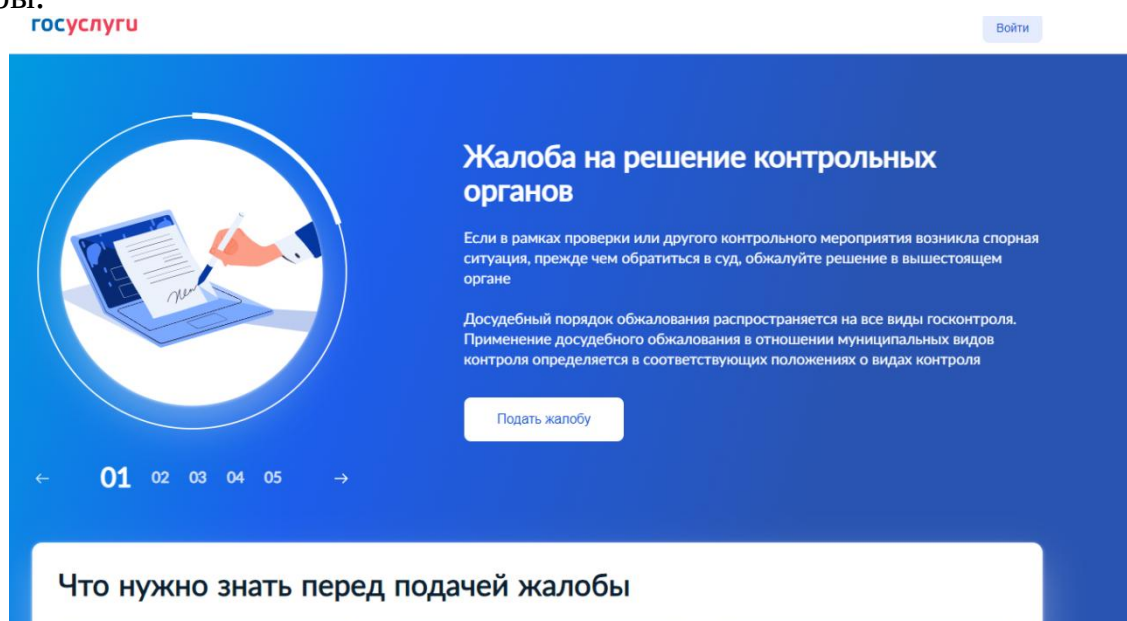 госуслуги
Войти
Жалоба на решение контрольных
органов
Если в рамках проверки или другого контрольного мероприятия возникла спорная
ситуация, прежде чем обратиться в суд, обжалуйте решение в вышестоящем
органе
Досудебный порядок обжалования распространяется на все виды госконтроля.
Применение досудебного обжалования в отношении муниципальных видов
контроля определяется в соответствующих положениях о видах контроля
Подать жалобу
← 01 02 03 04 05 →
Что нужно знать перед подачей жалобы